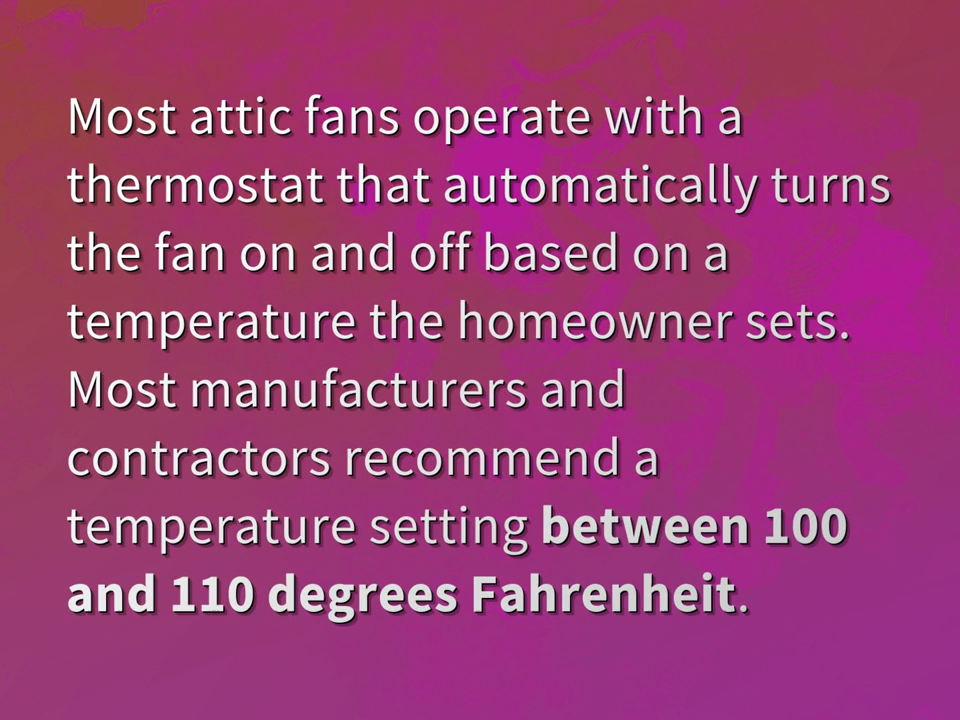 Most attic fans operate with a
thermostat that automatically turns
the fan on and off based on a
temperature the homeowner sets.
Most manufacturers and
contractors recommend a
temperature setting between 100
and 110 degrees Fahrenheit.